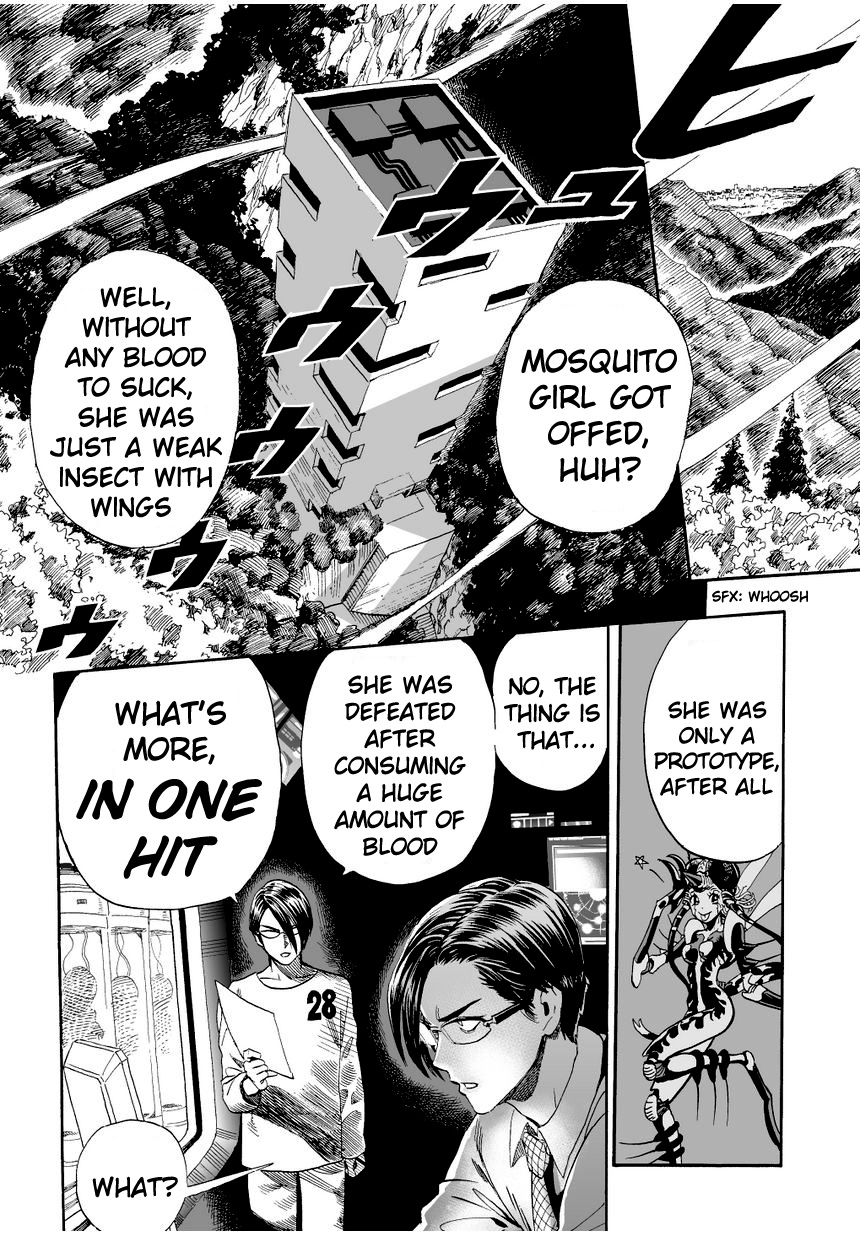 ヒ
ュ
ウ
ウ
ウ
ウ
ウ
MOSQUITO
GIRL GOT
OFFED,
HUH?
WELL,
WITHOUT
ANY BLOOD
TO SUCK,
SHE WAS
JUST A WEAK
INSECT WITH
WINGS
SFX: WHOOSH
SHE WAS
ONLY A
PROTOTYPE,
AFTER ALL
NO, THE
THING IS
THAT...
SHE WAS
DEFEATED
AFTER
CONSUMING
A HUGE
AMOUNT OF
BLOOD
WHAT'S
MORE,
IN ONE
HIT
28
WHAT?